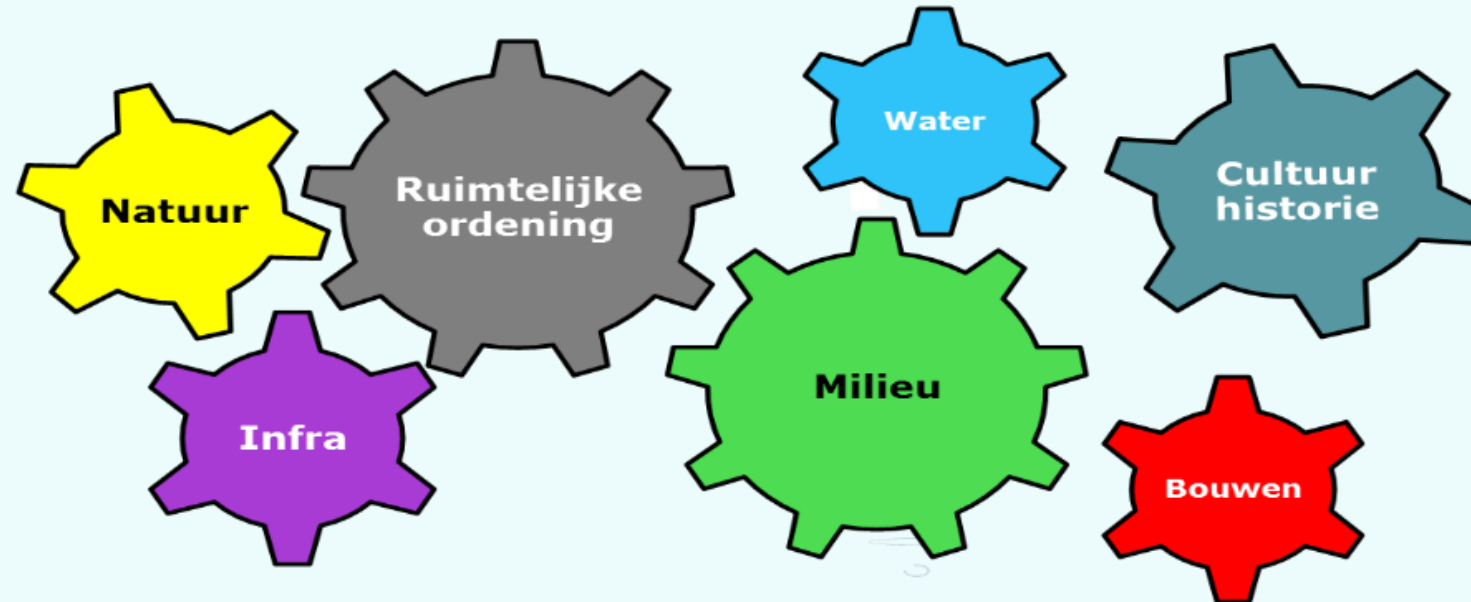 Natuur
Ruimtelijke
ordening
Water
Cultuur
historie
Infra
Milieu
Bouwen